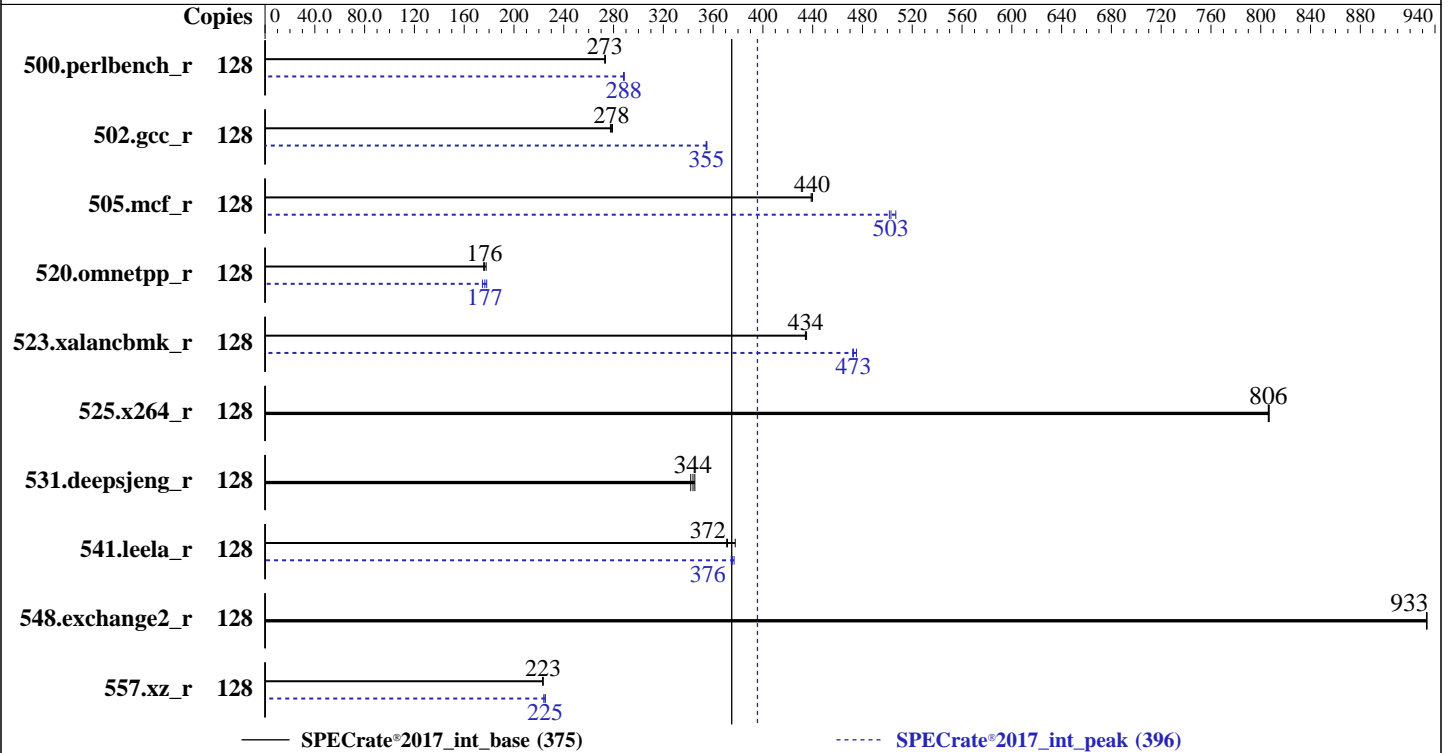 Copies 0 40.0 80.0 120 160 200 240 280 320 360 400 440 480 520 560 600 640 680 720 760 800 840 880 940
273
500.perlbench_r 128
288
278
502.gcc_r 128
355
440
505.mcf_r 128
503
176
520.omnetpp_r 128
177
434
523.xalancbmk_r 128
473
806
525.x264_r 128
344
531.deepsjeng_r 128
372
541.leela_r 128
376
933
548.exchange2_r 128
223
557.xz_r 128
225
SPECrate®2017_int_base (375) SPECrate®2017_int_peak (396)